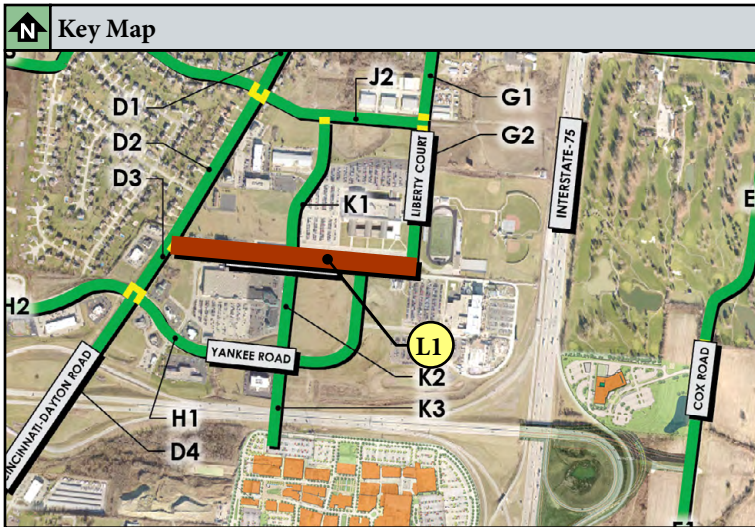 N
Key Map
D1
J2
G1
D2
G2
D3
LIBERTY COURT
INTERSTATE-75
K1
E
H2
L1
YANKEE ROAD
K2
COX ROAD
H1
K3
CINCINNATI-DAYTON ROAD
D4